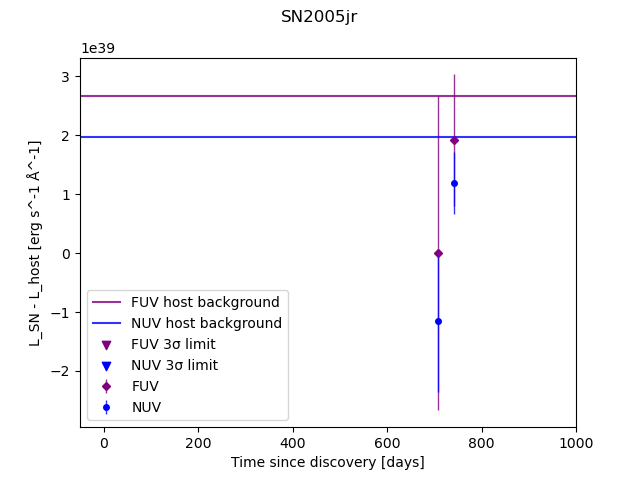 SN2005jr
1e39
3
2
1
0
−1
−2
L_SN - L_host [erg s^-1 Å^-1]
FUV host background
NUV host background
FUV 3σ limit
NUV 3σ limit
FUV
NUV
0 200 400 600 800 1000
Time since discovery [days]